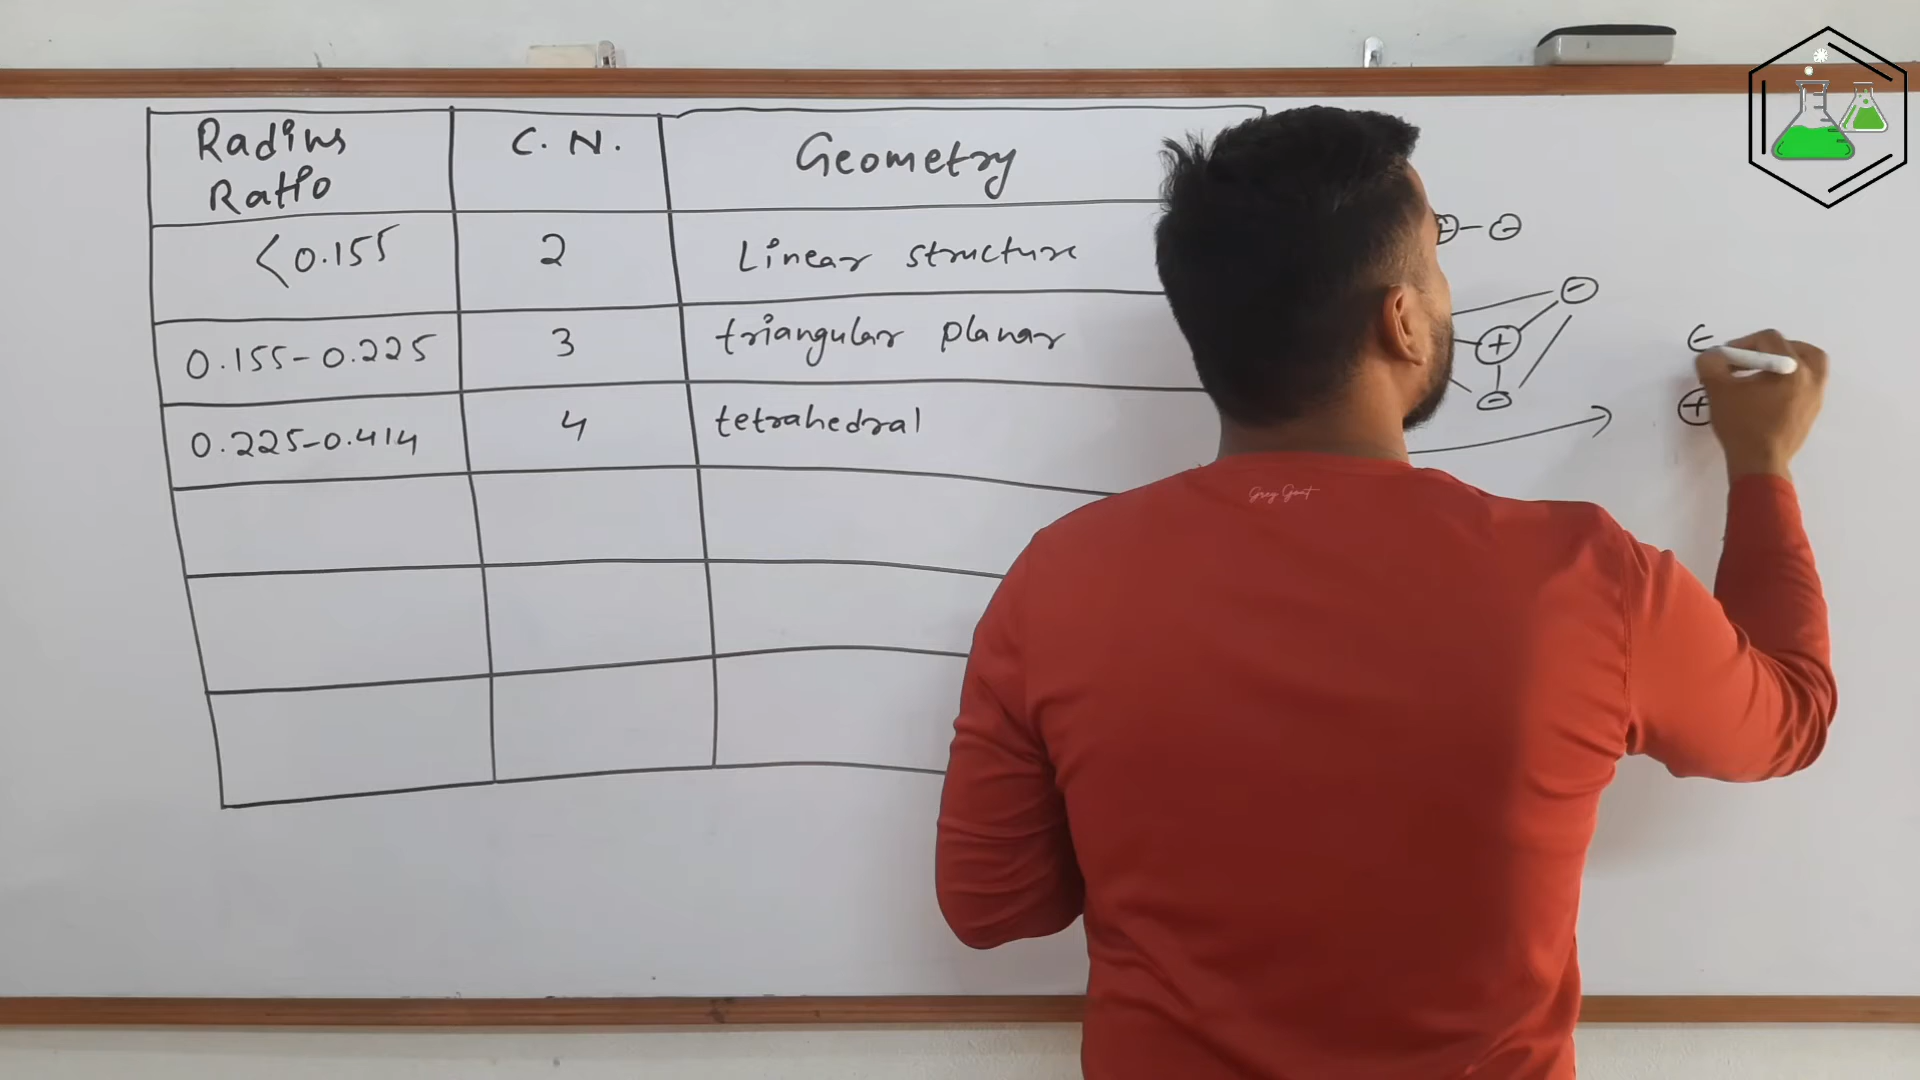 Radius Ratio
C. N.
Geometry
<0.155
2
Linear structure
0.155-0.225
3
triangular planar
0.225-0.414
4
tetrahedral